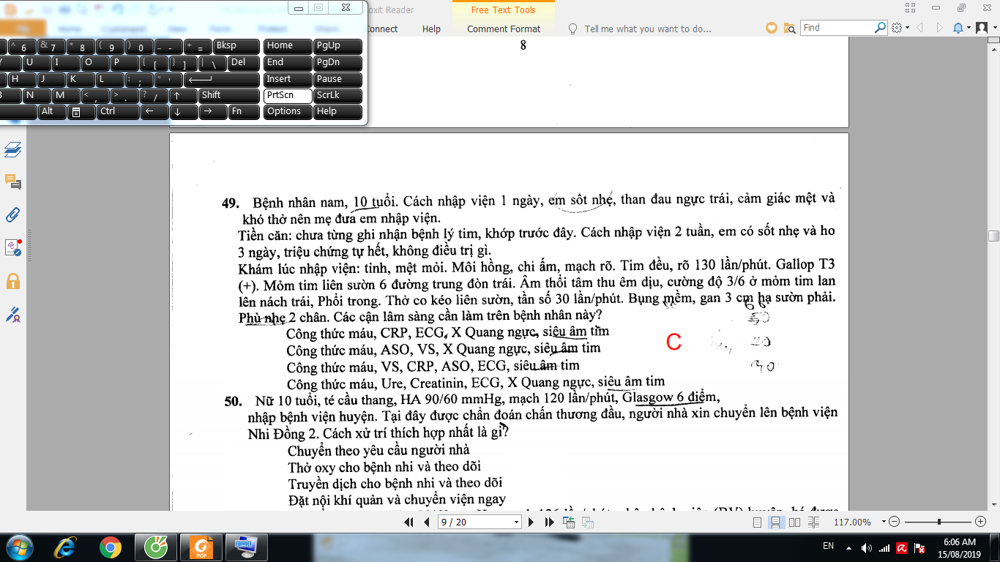 oxit Reader
Free Text Tools
Connect
Help
Comment Format
Tell me what you want to do...
Find
^ 6 & 7 * 8 ( 9 ) 0 _ - + = Bksp Home PgUp
U I O P { [ } ] | \ Del End PgDn
H J K L : ; " ' Insert Pause
N M < , > . ? / ↑ Shift PrtScn ScrLk
Alt Ctrl ← ↓ → Fn Options Help
8
49. Bệnh nhân nam, 10 tuổi. Cách nhập viện 1 ngày, em sốt nhẹ, than đau ngực trái, cảm giác mệt và
khó thở nên mẹ đưa em nhập viện.
Tiền căn: chưa từng ghi nhận bệnh lý tim, khớp trước đây. Cách nhập viện 2 tuần, em có sốt nhẹ và ho
3 ngày, triệu chứng tự hết, không điều trị gì.
Khám lúc nhập viện: tỉnh, mệt mỏi. Môi hồng, chi ấm, mạch rõ. Tim đều, rõ 130 lần/phút. Gallop T3
(+). Mỏm tim liên sườn 6 đường trung đòn trái. Âm thổi tâm thu êm dịu, cường độ 3/6 ở mỏm tim lan
lên nách trái, Phổi trong. Thở co kéo liên sườn, tần số 30 lần/phút. Bụng mềm, gan 3 cm hạ sườn phải.
Phù nhẹ 2 chân. Các cận lâm sàng cần làm trên bệnh nhân này?
Công thức máu, CRP, ECG, X Quang ngực, siêu âm tim
Công thức máu, ASO, VS, X Quang ngực, siêu âm tim
C
Công thức máu, VS, CRP, ASO, ECG, siêu âm tim
Công thức máu, Ure, Creatinin, ECG, X Quang ngực, siêu âm tim
50. Nữ 10 tuổi, té cầu thang, HA 90/60 mmHg, mạch 120 lần/phút, Glasgow 6 điểm,
nhập bệnh viện huyện. Tại đây được chẩn đoán chấn thương đầu, người nhà xin chuyển lên bệnh viện
Nhi Đồng 2. Cách xử trí thích hợp nhất là gì?
Chuyển theo yêu cầu người nhà
Thở oxy cho bệnh nhi và theo dõi
Truyền dịch cho bệnh nhi và theo dõi
Đặt nội khí quản và chuyển viện ngay
9 / 20
117.00%
PDF
EN
6:06 AM
15/08/2019